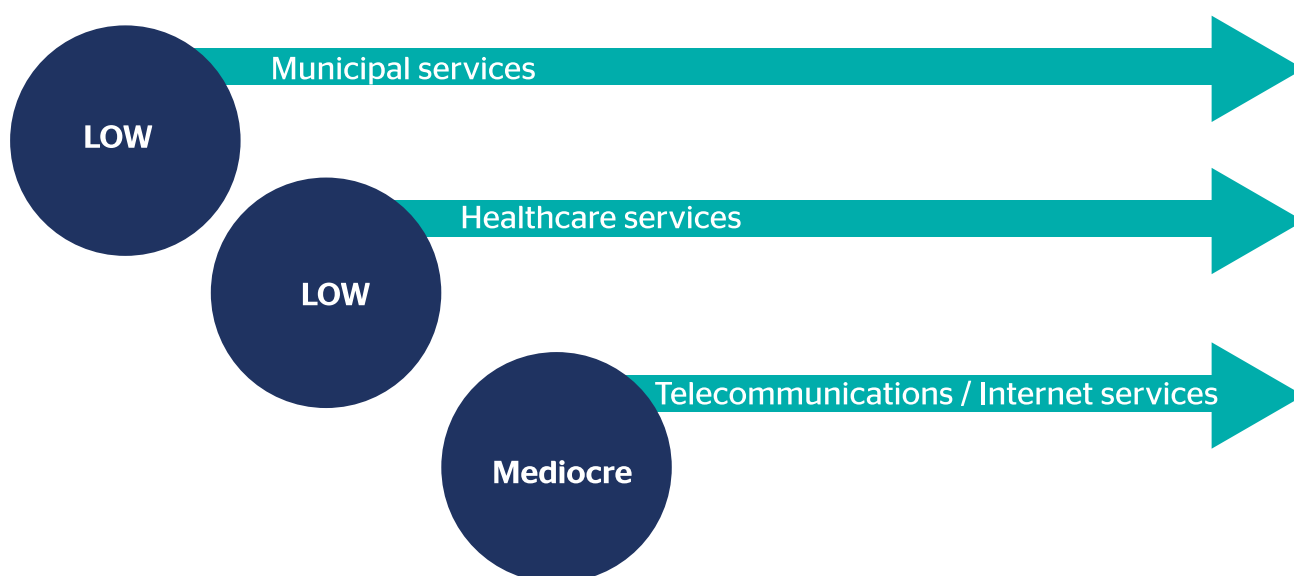 Municipal services
LOW
Healthcare services
LOW
Telecommunications / Internet services
Mediocre